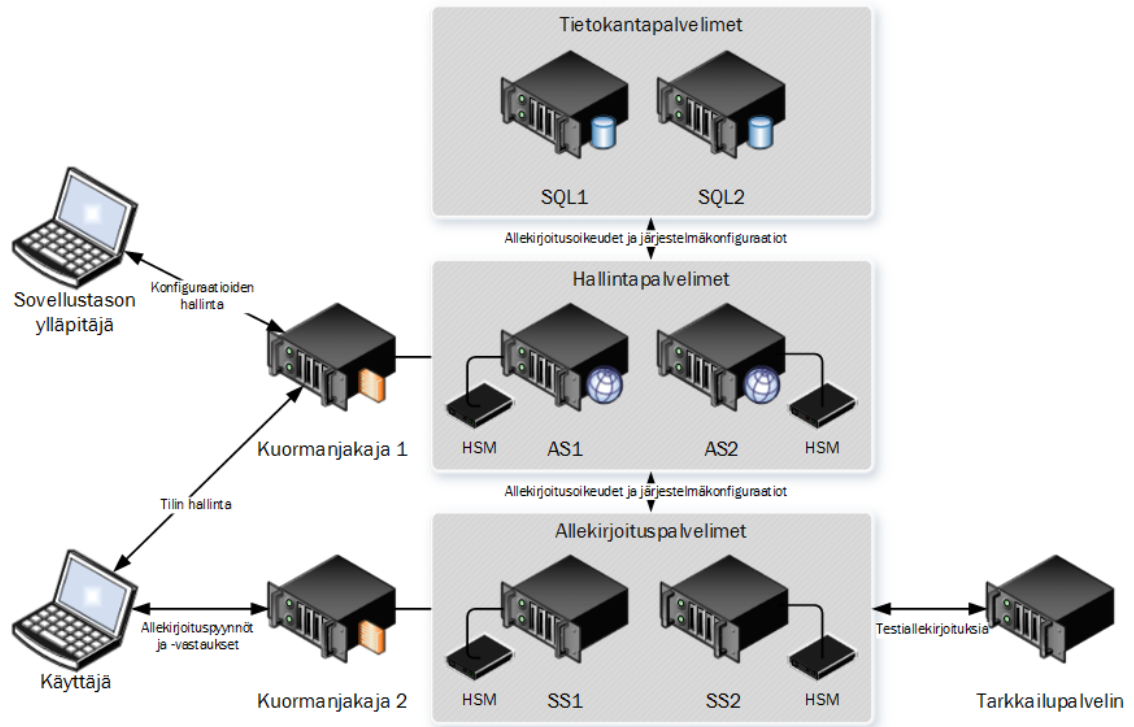 Tietokantapalvelimet
SQL1
SQL2
Allekirjoitusoikeudet ja järjestelmäkonfiguraatiot
Sovellustason
ylläpitäjä
Konfiguraatioiden
hallinta
Kuormanjakaja 1
Hallintapalvelimet
HSM
AS1
AS2
HSM
Tilin hallinta
Allekirjoitusoikeudet ja järjestelmäkonfiguraatiot
Käyttäjä
Allekirjoituspyynnöt
ja -vastaukset
Kuormanjakaja 2
Allekirjoituspalvelimet
HSM
SS1
SS2
HSM
Testiallekirjoituksia
Tarkkailupalvelin